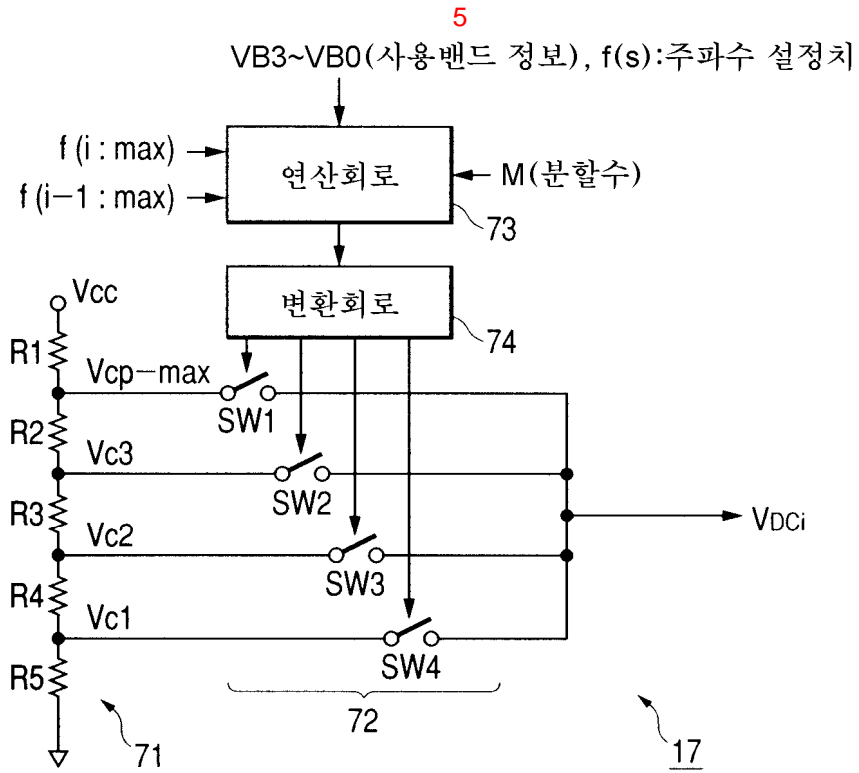 5
VB3~VB0(사용밴드 정보), f(s):주파수 설정치
f (i : max)
연산회로
M(분할수)
f (i−1 : max)
73
변환회로
74
Vcc
R1
Vcp−max
SW1
R2
Vc3
SW2
R3
Vc2
SW3
VDCi
R4
Vc1
SW4
R5
72
71
17